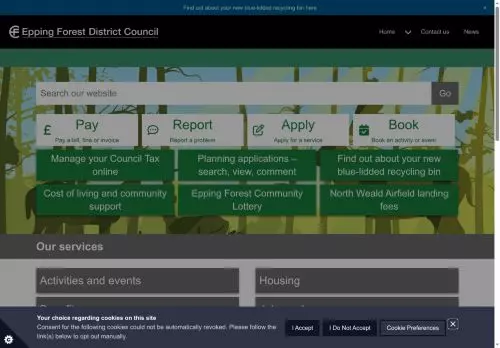 Find out about your new blue-lidded recycling bin here
Epping Forest District Council
Home
Contact us
News
Search our website
Go
£ Pay
Pay a bill, fine or invoice
Report
Report a problem
Apply
Apply for a service
Book
Book an activity or event
Manage your Council Tax
online
Planning applications –
search, view, comment
Find out about your new
blue-lidded recycling bin
Cost of living and community
support
Epping Forest Community
Lottery
North Weald Airfield landing
fees
Our services
Activities and events
Housing
Your choice regarding cookies on this site
Consent for the following cookies could not be automatically revoked. Please follow the
link(s) below to opt out manually.
I Accept
I Do Not Accept
Cookie Preferences